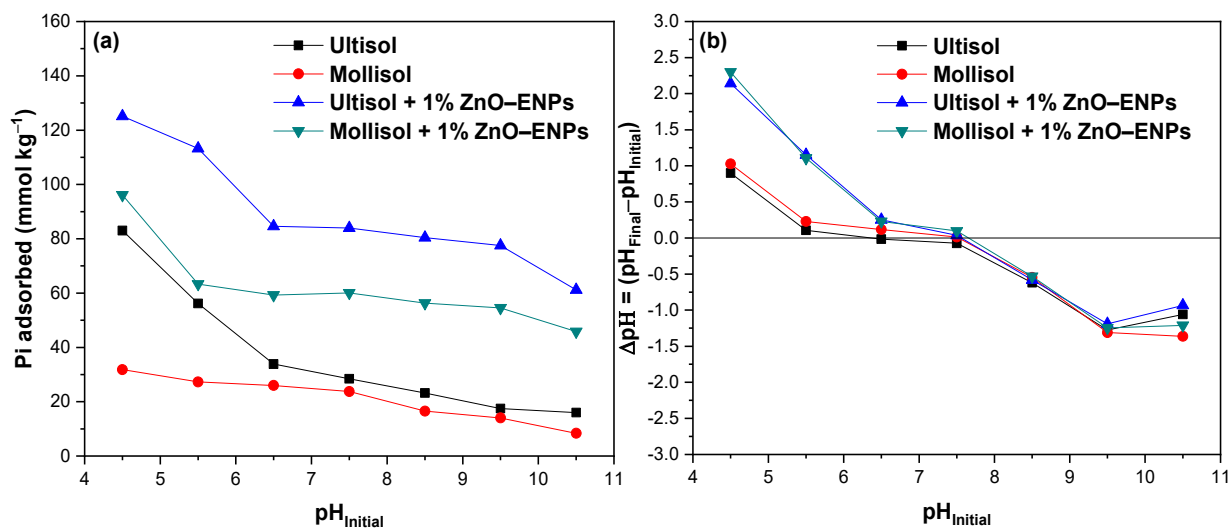 (a)
Ultisol
Mollisol
Ultisol + 1% ZnO–ENPs
Mollisol + 1% ZnO–ENPs
Pi adsorbed (mmol kg⁻¹)
160
140
120
100
80
60
40
20
0
4 5 6 7 8 9 10 11
pH_Initial
(b)
Ultisol
Mollisol
Ultisol + 1% ZnO–ENPs
Mollisol + 1% ZnO–ENPs
ΔpH = (pH_Final–pH_Initial)
3.0
2.5
2.0
1.5
1.0
0.5
0.0
-0.5
-1.0
-1.5
-2.0
-2.5
-3.0
4 5 6 7 8 9 10 11
pH_Initial